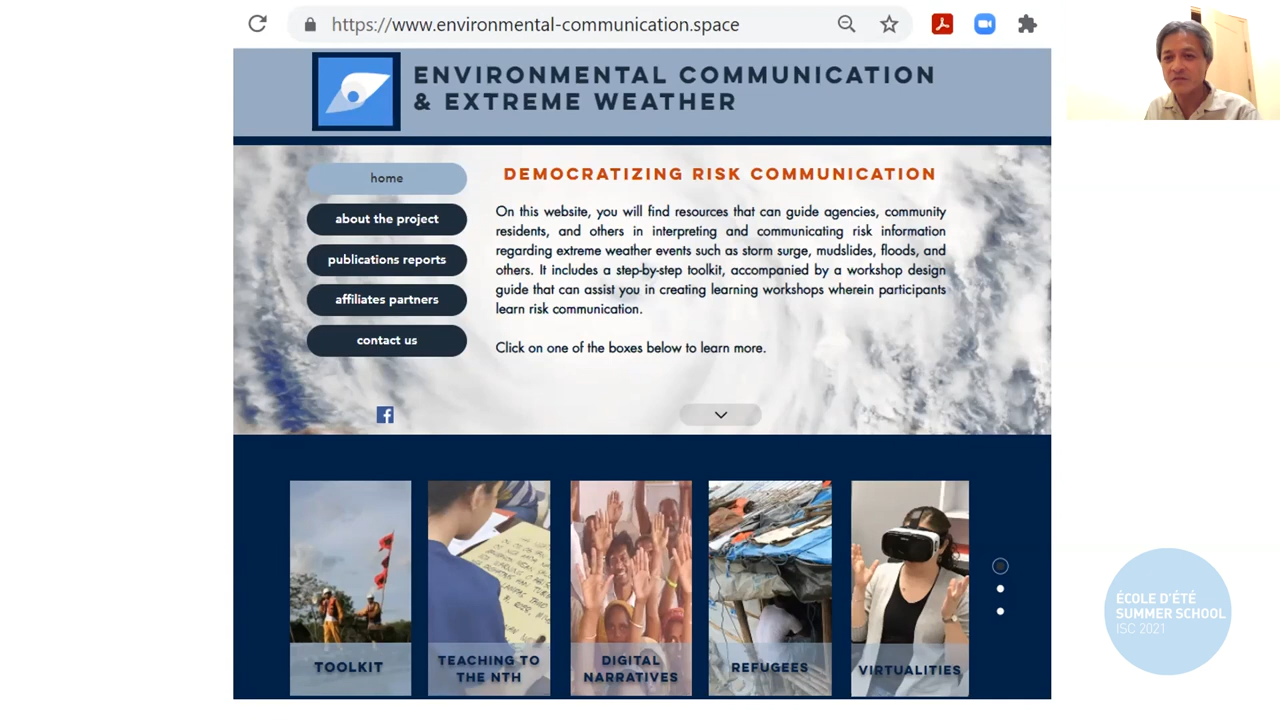 https://www.environmental-communication.space
ENVIRONMENTAL COMMUNICATION
& EXTREME WEATHER
home
about the project
publications reports
affiliates partners
contact us
DEMOCRATIZING RISK COMMUNICATION
On this website, you will find resources that can guide agencies, community
residents, and others in interpreting and communicating risk information
regarding extreme weather events such as storm surge, mudslides, floods, and
others. It includes a step-by-step toolkit, accompanied by a workshop design
guide that can assist you in creating learning workshops wherein participants
learn risk communication.
Click on one of the boxes below to learn more.
TOOLKIT
TEACHING TO
THE NTH
DIGITAL
NARRATIVES
REFUGEES
VIRTUALITIES
ÉCOLE D'ÉTÉ
SUMMER SCHOOL
ISC 2021